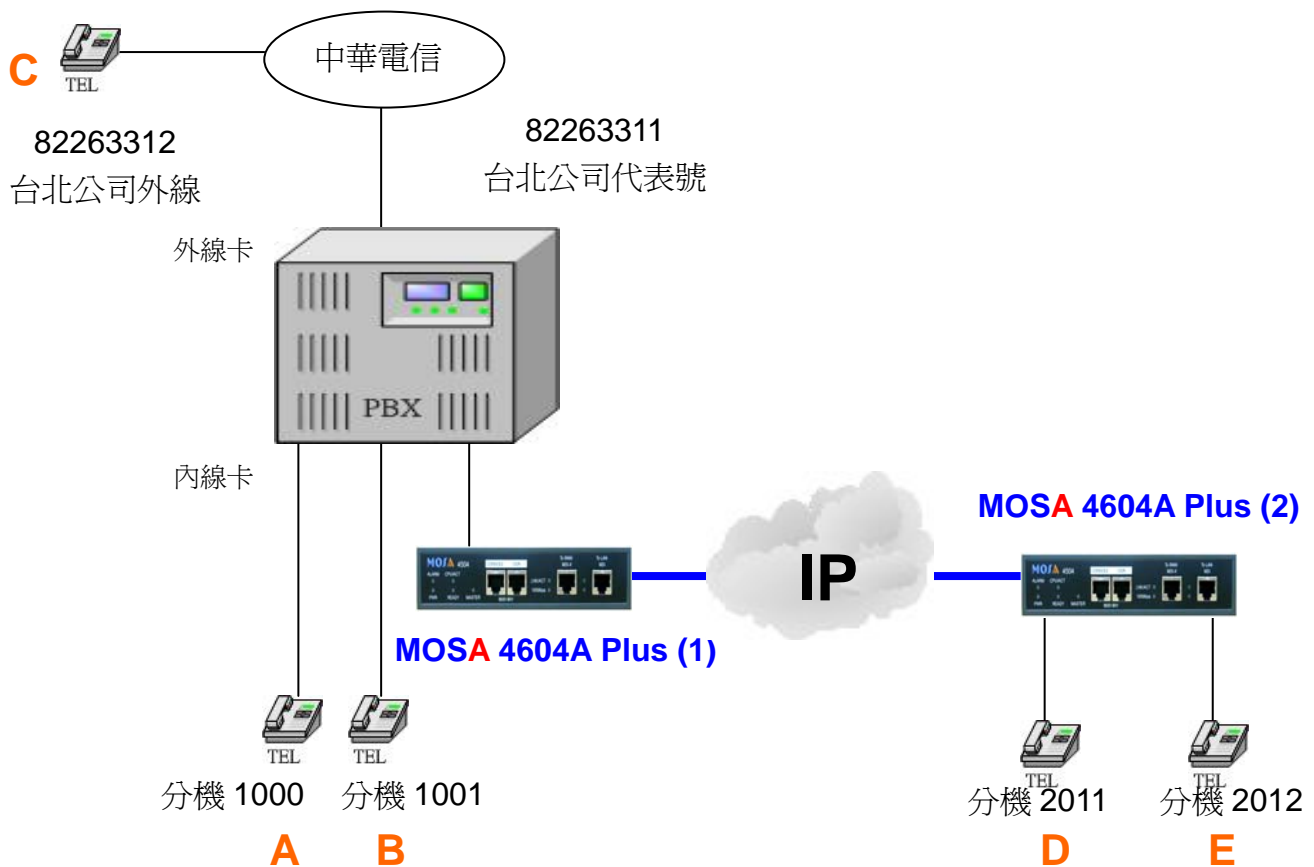 中華電信
C
TEL
82263312
台北公司外線
82263311
台北公司代表號
外線卡
PBX
內線卡
IP
MOSA 4604A Plus (2)
MOSA 4604A Plus (1)
TEL
TEL
分機 1000
分機 1001
A
B
TEL
TEL
分機 2011
分機 2012
D
E